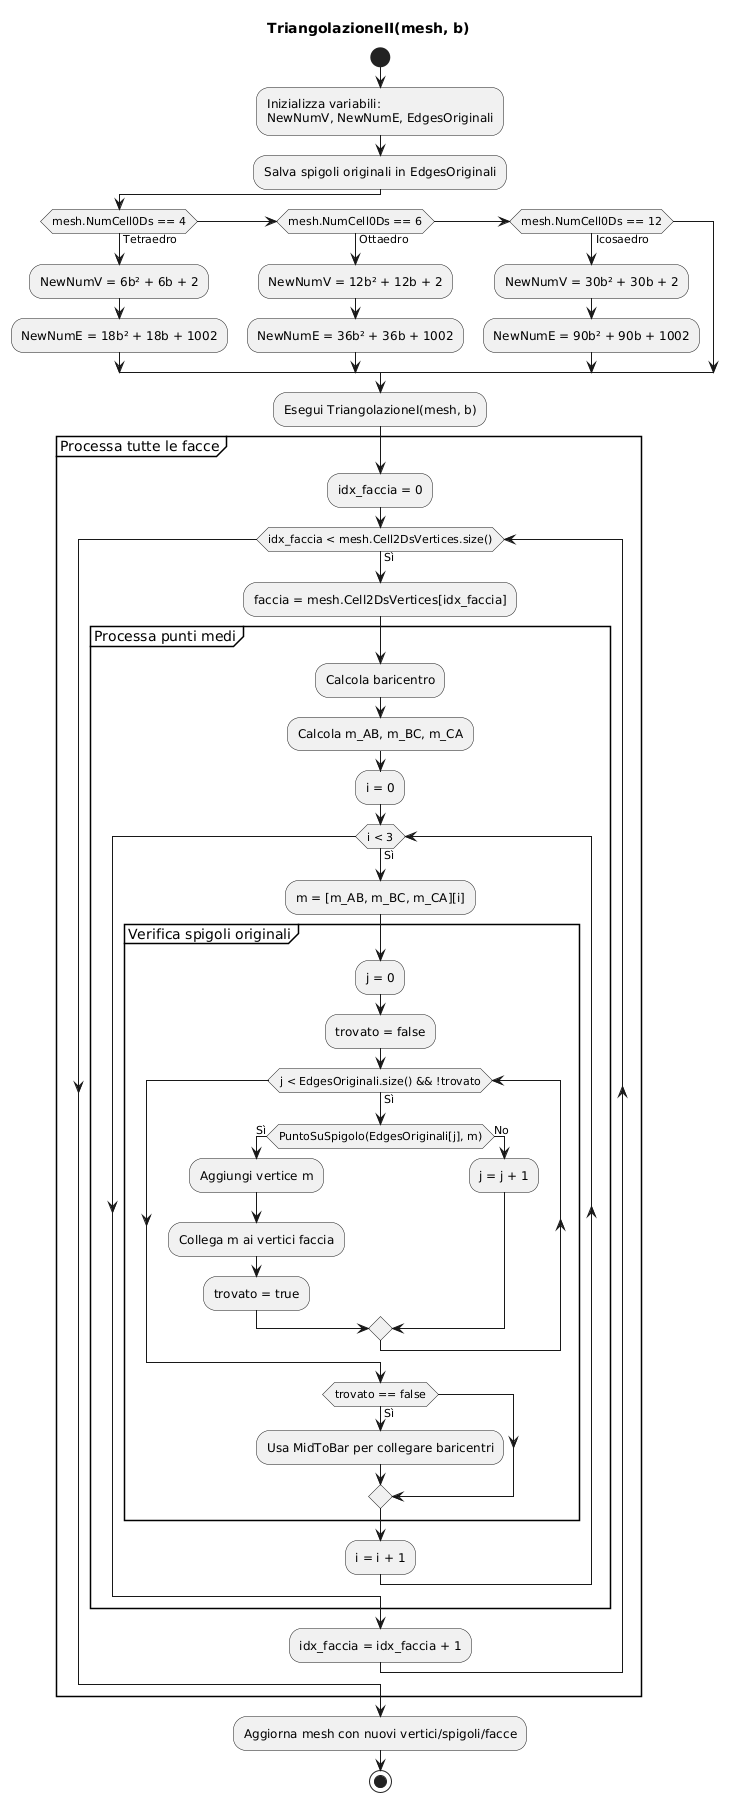 TriangolazioneII(mesh, b)
Inizializza variabili:
NewNumV, NewNumE, EdgesOriginali
Salva spigoli originali in EdgesOriginali
mesh.NumCell0Ds == 4
Tetraedro
NewNumV = 6b² + 6b + 2
NewNumE = 18b² + 18b + 1002
mesh.NumCell0Ds == 6
Ottaedro
NewNumV = 12b² + 12b + 2
NewNumE = 36b² + 36b + 1002
mesh.NumCell0Ds == 12
Icosaedro
NewNumV = 30b² + 30b + 2
NewNumE = 90b² + 90b + 1002
Esegui TriangolazioneI(mesh, b)
Processa tutte le facce
idx_faccia = 0
idx_faccia < mesh.Cell2DsVertices.size()
Sì
faccia = mesh.Cell2DsVertices[idx_faccia]
Processa punti medi
Calcola baricentro
Calcola m_AB, m_BC, m_CA
i = 0
i < 3
Sì
m = [m_AB, m_BC, m_CA][i]
Verifica spigoli originali
j = 0
trovato = false
j < EdgesOriginali.size() && !trovato
Sì
PuntoSuSpigolo(EdgesOriginali[j], m)
Sì
Aggiungi vertice m
Collega m ai vertici faccia
trovato = true
No
j = j + 1
trovato == false
Sì
Usa MidToBar per collegare baricentri
i = i + 1
idx_faccia = idx_faccia + 1
Aggiorna mesh con nuovi vertici/spigoli/facce